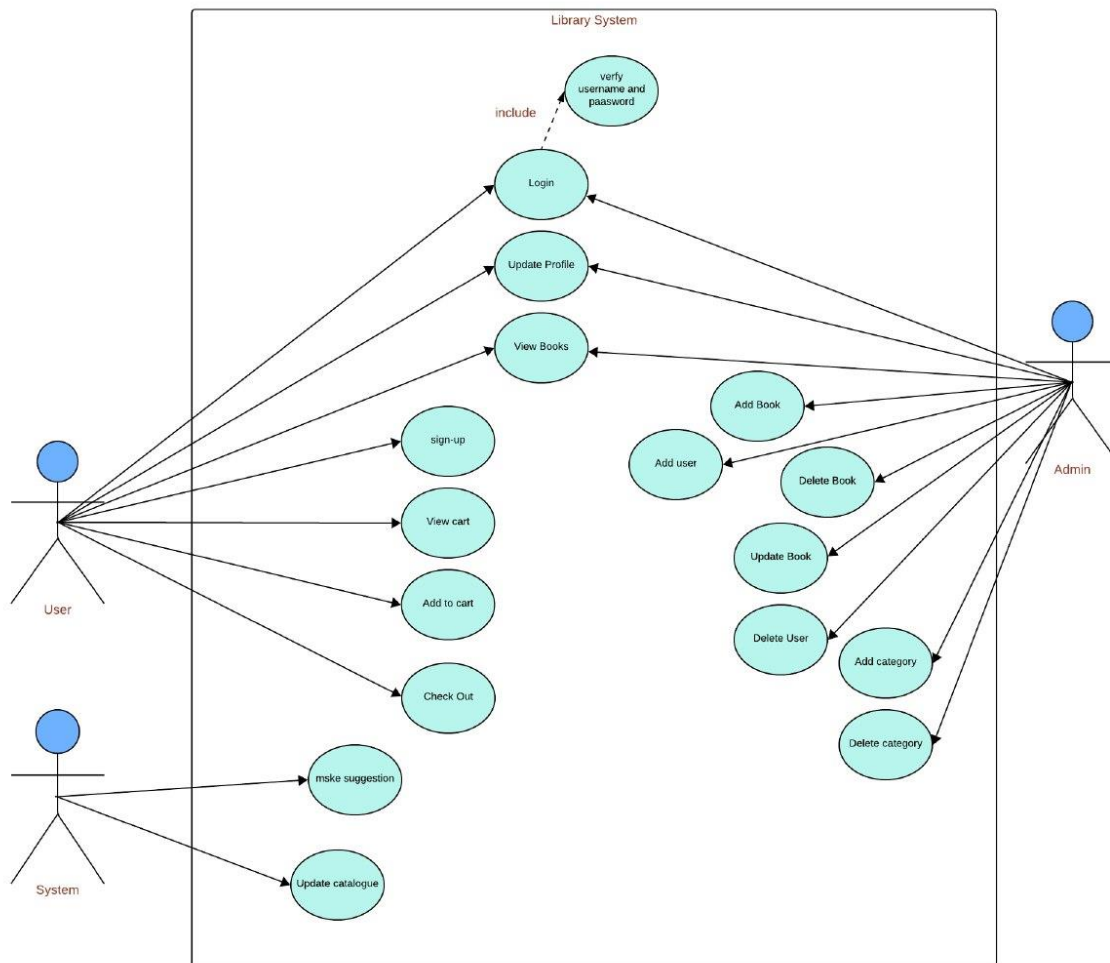 Library System
verfy
username and
paasword
include
Login
Update Profile
View Books
Add Book
sign-up
Add user
Delete Book
Admin
View cart
Update Book
User
Add to cart
Delete User
Add category
Check Out
Delete category
mske suggestion
System
Update catalogue